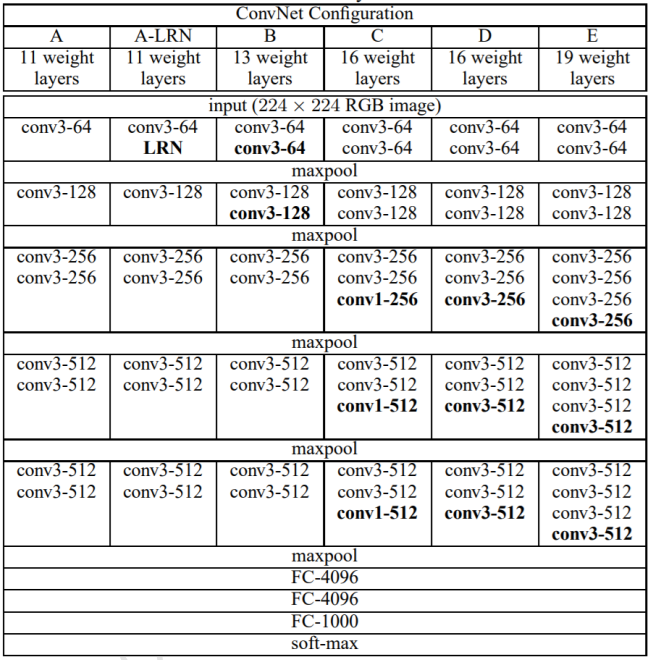 ConvNet Configuration
A A-LRN B C D E
11 weight 11 weight 13 weight 16 weight 16 weight 19 weight
layers layers layers layers layers layers
input (224 × 224 RGB image)
conv3-64 conv3-64 conv3-64 conv3-64 conv3-64 conv3-64
LRN conv3-64 conv3-64 conv3-64 conv3-64
maxpool
conv3-128 conv3-128 conv3-128 conv3-128 conv3-128 conv3-128
conv3-128 conv3-128 conv3-128 conv3-128
maxpool
conv3-256 conv3-256 conv3-256 conv3-256 conv3-256 conv3-256
conv3-256 conv3-256 conv3-256 conv3-256 conv3-256 conv3-256
conv1-256 conv3-256 conv3-256
conv3-256
maxpool
conv3-512 conv3-512 conv3-512 conv3-512 conv3-512 conv3-512
conv3-512 conv3-512 conv3-512 conv3-512 conv3-512 conv3-512
conv1-512 conv3-512 conv3-512
conv3-512
maxpool
conv3-512 conv3-512 conv3-512 conv3-512 conv3-512 conv3-512
conv3-512 conv3-512 conv3-512 conv3-512 conv3-512 conv3-512
conv1-512 conv3-512 conv3-512
conv3-512
maxpool
FC-4096
FC-4096
FC-1000
soft-max